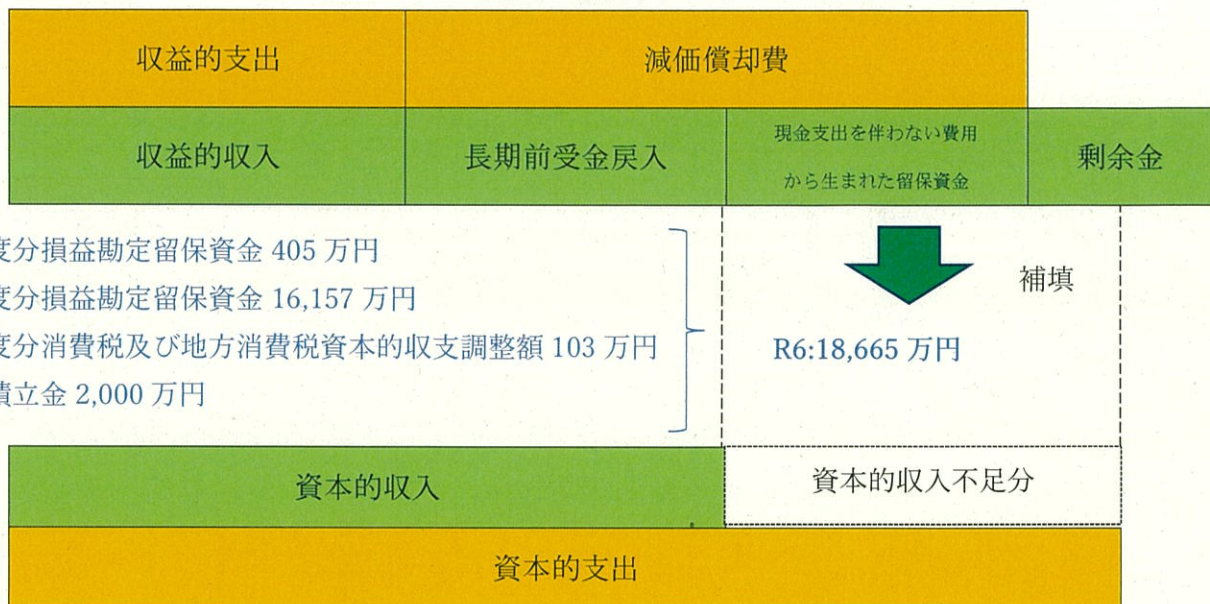 収益的支出
減価償却費
収益的収入
長期前受金戻入
現金支出を伴わない費用
から生まれた留保資金
剰余金
度分損益勘定留保資金 405 万円
度分損益勘定留保資金 16,157 万円
度分消費税及び地方消費税資本的収支調整額 103 万円
積立金 2,000 万円
補填
R6:18,665 万円
資本的収入
資本的収入不足分
資本的支出